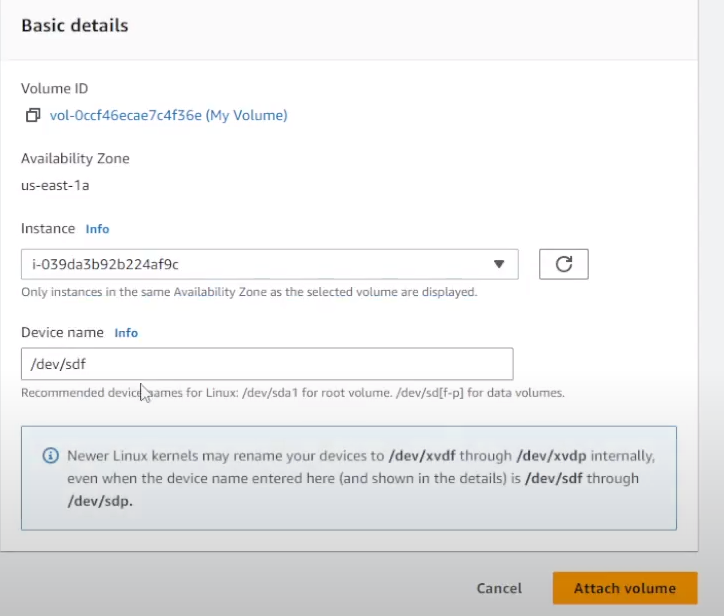 Basic details
Volume ID
vol-0ccf46ecae7c4f36e (My Volume)
Availability Zone
us-east-1a
Instance Info
i-039da3b92b224af9c
Only instances in the same Availability Zone as the selected volume are displayed.
Device name Info
/dev/sdf
Recommended device names for Linux: /dev/sda1 for root volume. /dev/sd[f-p] for data volumes.
Newer Linux kernels may rename your devices to /dev/xvdf through /dev/xvdp internally,
even when the device name entered here (and shown in the details) is /dev/sdf through
/dev/sdp.
Cancel Attach volume